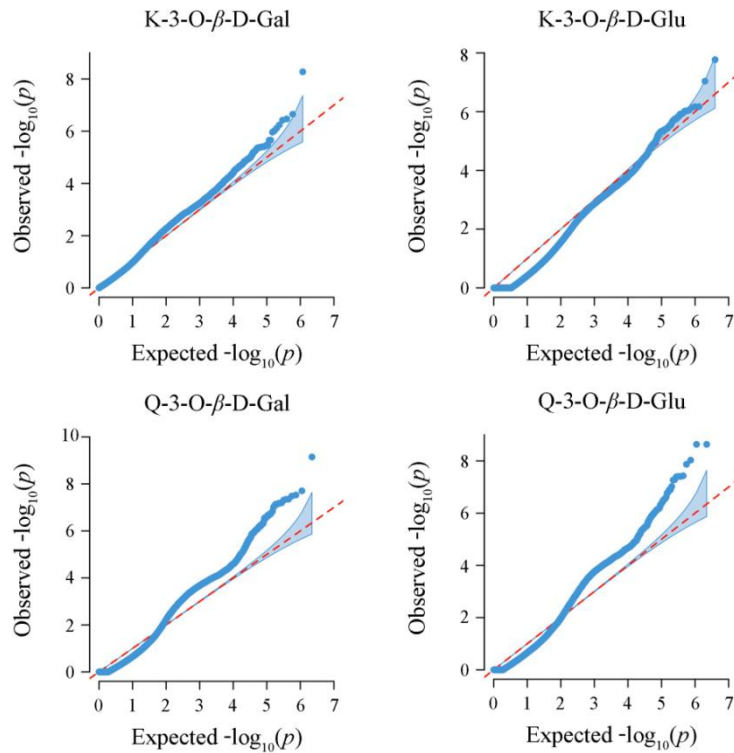 K-3-O-β-D-Gal
Observed -log₁₀(p)
8
6
4
2
0
0 1 2 3 4 5 6 7
Expected -log₁₀(p)
K-3-O-β-D-Glu
Observed -log₁₀(p)
8
6
4
2
0
0 1 2 3 4 5 6 7
Expected -log₁₀(p)
Q-3-O-β-D-Gal
Observed -log₁₀(p)
10
8
6
4
2
0
0 1 2 3 4 5 6 7
Expected -log₁₀(p)
Q-3-O-β-D-Glu
Observed -log₁₀(p)
8
6
4
2
0
0 1 2 3 4 5 6 7
Expected -log₁₀(p)